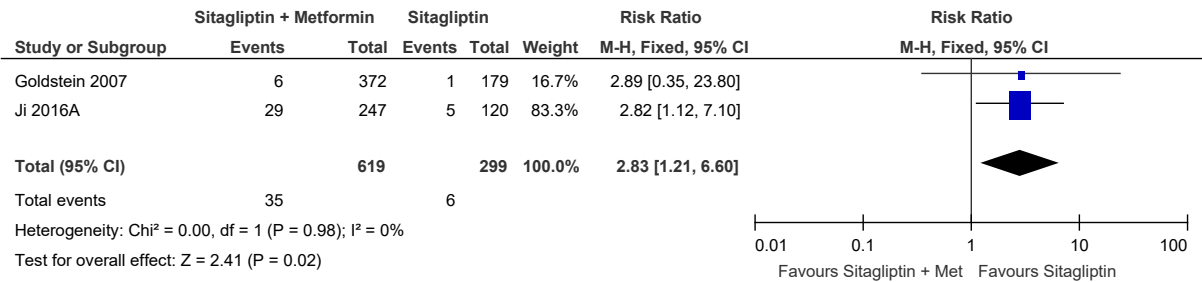 Sitagliptin + Metformin Sitagliptin Risk Ratio Risk Ratio
Study or Subgroup Events Total Events Total Weight M-H, Fixed, 95% CI M-H, Fixed, 95% CI
Goldstein 2007 6 372 1 179 16.7% 2.89 [0.35, 23.80]
Ji 2016A 29 247 5 120 83.3% 2.82 [1.12, 7.10]
Total (95% CI) 619 299 100.0% 2.83 [1.21, 6.60]
Total events 35 6
Heterogeneity: Chi² = 0.00, df = 1 (P = 0.98); I² = 0%
Test for overall effect: Z = 2.41 (P = 0.02)
0.01 0.1 1 10 100
Favours Sitagliptin + Met Favours Sitagliptin